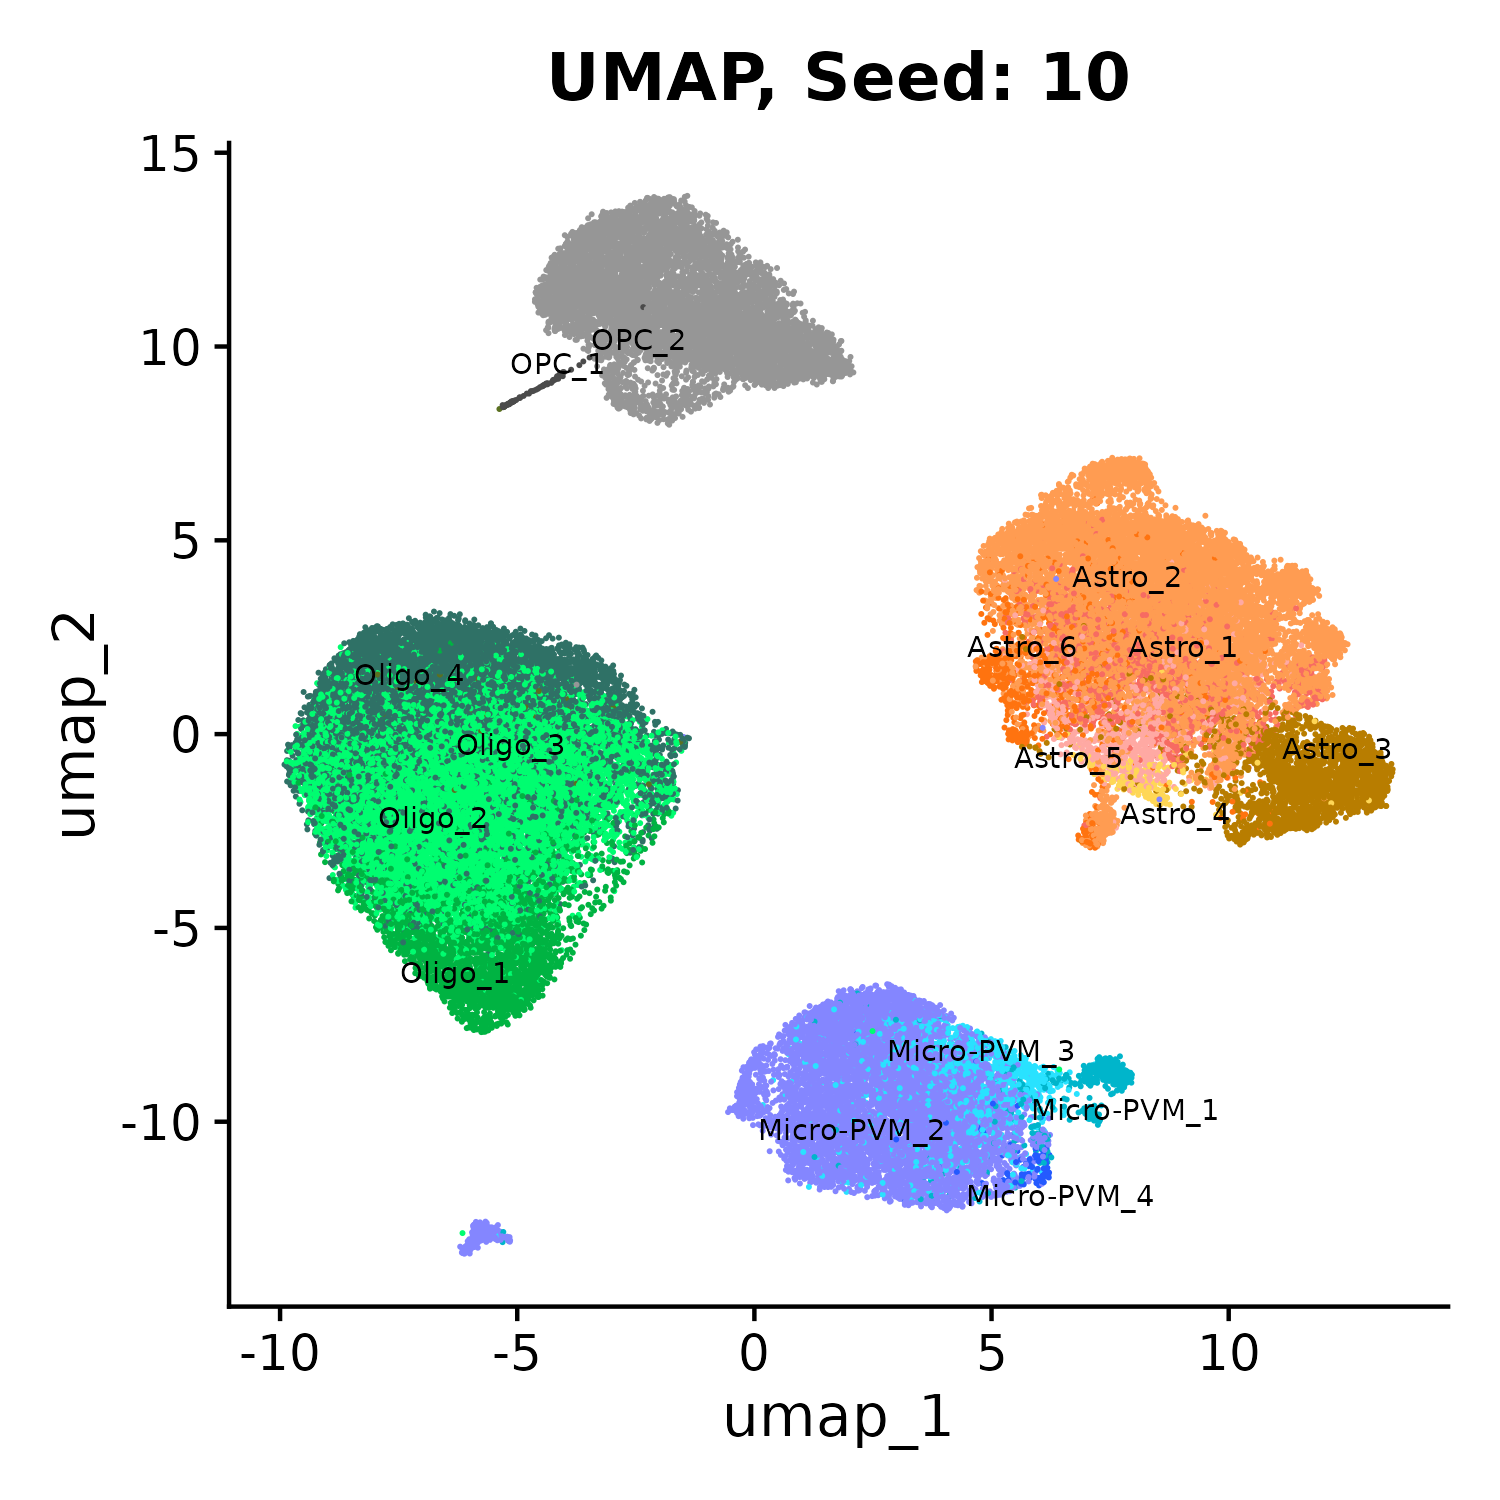 UMAP, Seed: 10
15
10
5
0
-5
-10
umap_2
OPC_2
OPC_1
Astro_2
Astro_6
Astro_1
Oligo_4
Oligo_3
Astro_3
Astro_5
Oligo_2
Astro_4
Oligo_1
Micro-PVM_3
Micro-PVM_1
Micro-PVM_2
Micro-PVM_4
-10
-5
0
5
10
umap_1